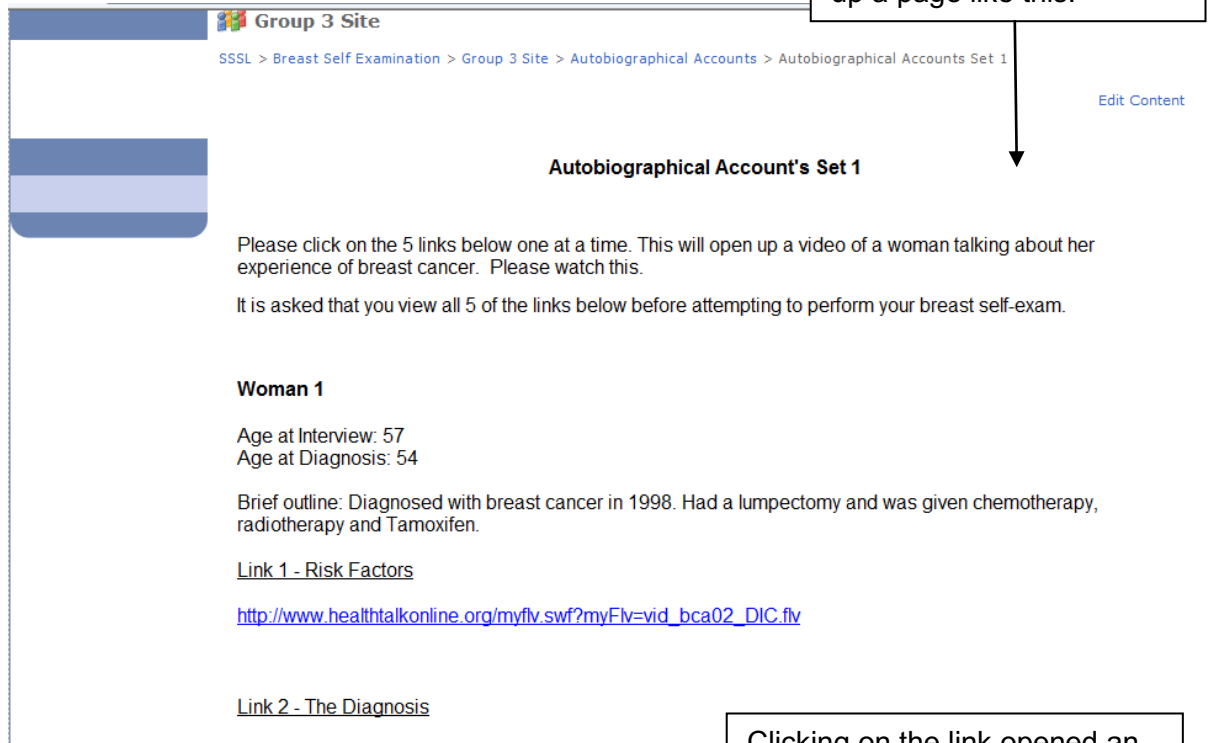 up a page like this.
Group 3 Site
SSSL > Breast Self Examination > Group 3 Site > Autobiographical Accounts > Autobiographical Accounts Set 1
Edit Content
Autobiographical Account's Set 1
Please click on the 5 links below one at a time. This will open up a video of a woman talking about her
experience of breast cancer.  Please watch this.
It is asked that you view all 5 of the links below before attempting to perform your breast self-exam.
Woman 1
Age at Interview: 57
Age at Diagnosis: 54
Brief outline: Diagnosed with breast cancer in 1998. Had a lumpectomy and was given chemotherapy,
radiotherapy and Tamoxifen.
Link 1 - Risk Factors
http://www.healthtalkonline.org/myflv.swf?myFlv=vid_bca02_DIC.flv
Link 2 - The Diagnosis
Clicking on the link opened an